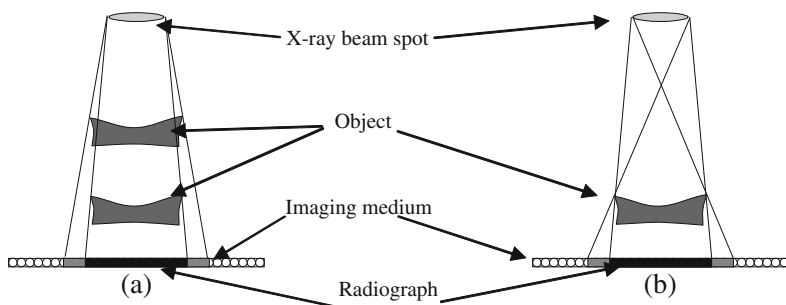 X-ray beam spot
Object
Imaging medium
Radiograph
(a)
(b)